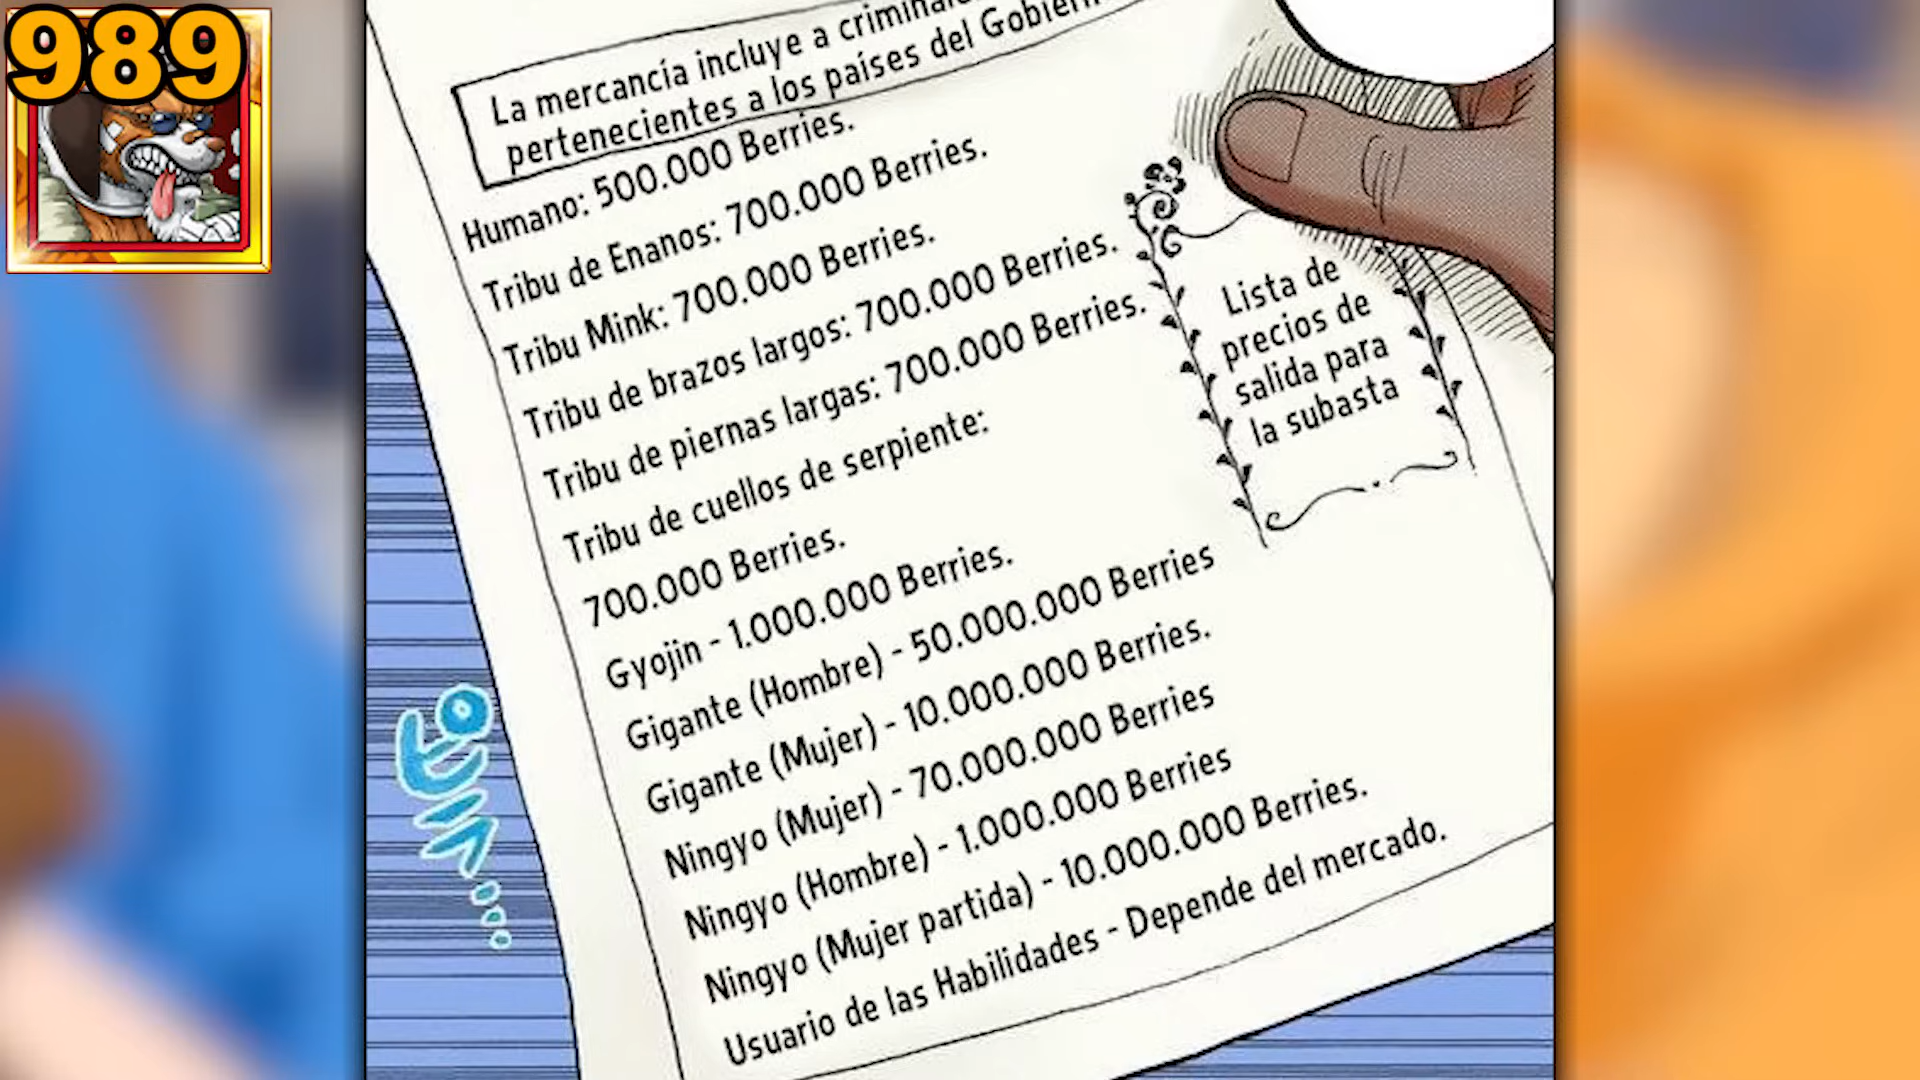 989
La mercancía incluye a
pertenecientes a los países del
Humano: 500.000 Berries.
Tribu de Enanos: 700.000 Berries.
Tribu Mink: 700.000 Berries.
Tribu de brazos largos: 700.000 Berries.
Tribu de piernas largas: 700.000 Berries.
Tribu de cuellos de serpiente:
700.000 Berries.
Gyojin - 1.000.000 Berries.
Gigante (Hombre) - 50.000.000 Berries
Gigante (Mujer) - 10.000.000 Berries.
Ningyo (Mujer) - 70.000.000 Berries
Ningyo (Hombre) - 1.000.000 Berries
Ningyo (Mujer partida) - 10.000.000 Berries.
Usuario de las Habilidades - Depende del mercado.
Lista de
precios de
salida para
la subasta
ピラ...